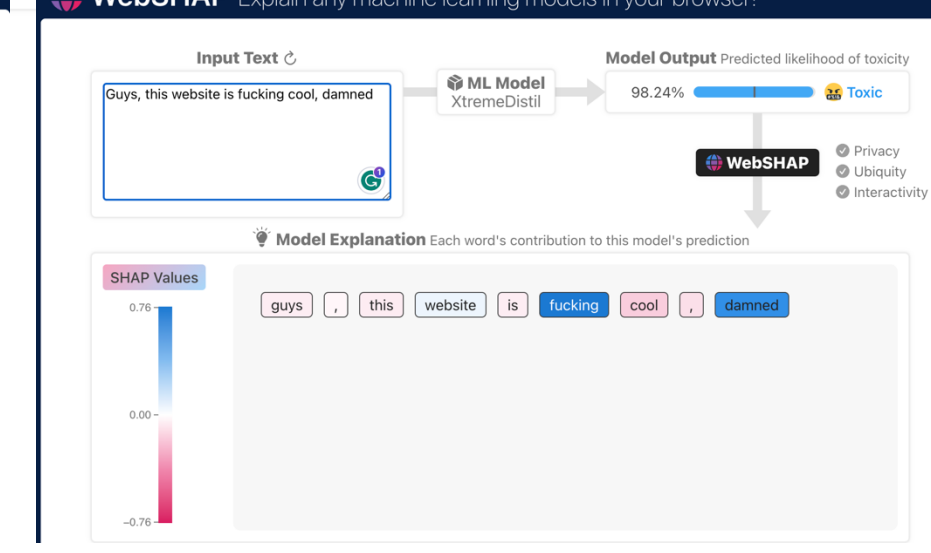 WebSHAP Explain any machine learning models in your browser!
Input Text
Guys, this website is fucking cool, damned
1
ML Model
XtremeDistil
Model Output Predicted likelihood of toxicity
98.24% Toxic
WebSHAP
Privacy
Ubiquity
Interactivity
Model Explanation Each word's contribution to this model's prediction
SHAP Values
0.76
0.00
−0.76
guys , this website is fucking cool , damned